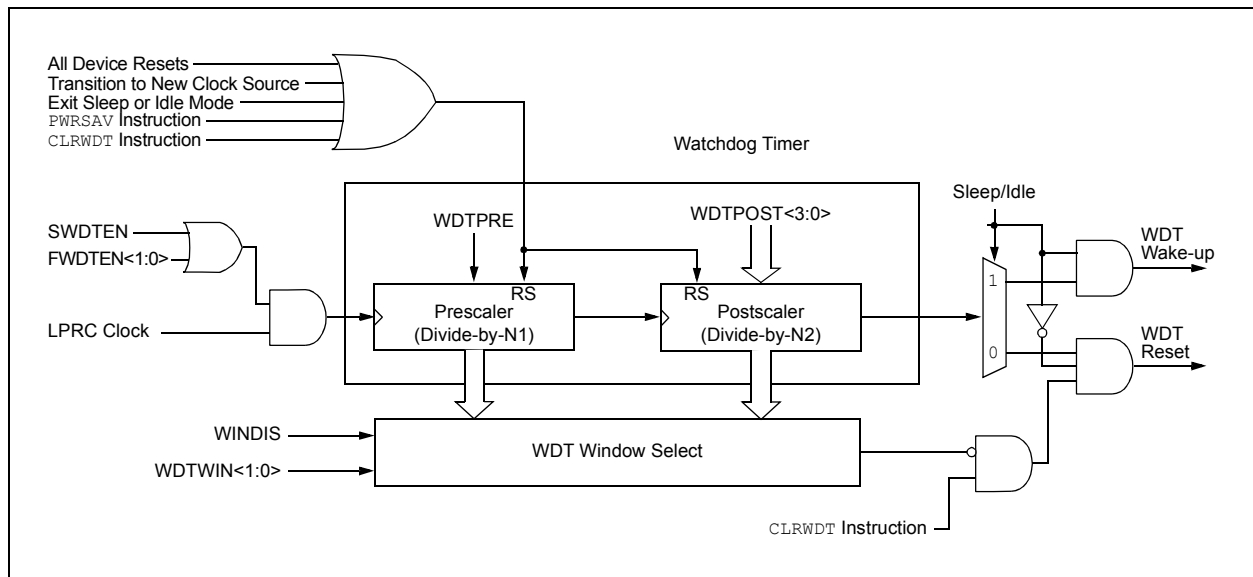 All Device Resets
Transition to New Clock Source
Exit Sleep or Idle Mode
PWRSAV Instruction
CLRWDT Instruction
Watchdog Timer
Sleep/Idle
WDTPRE
WDTPOST<3:0>
SWDTEN
FWDTEN<1:0>
WDT
Wake-up
RS
RS
1
LPRC Clock
Prescaler
(Divide-by-N1)
Postscaler
(Divide-by-N2)
0
WDT
Reset
WINDIS
WDT Window Select
WDTWIN<1:0>
CLRWDT Instruction